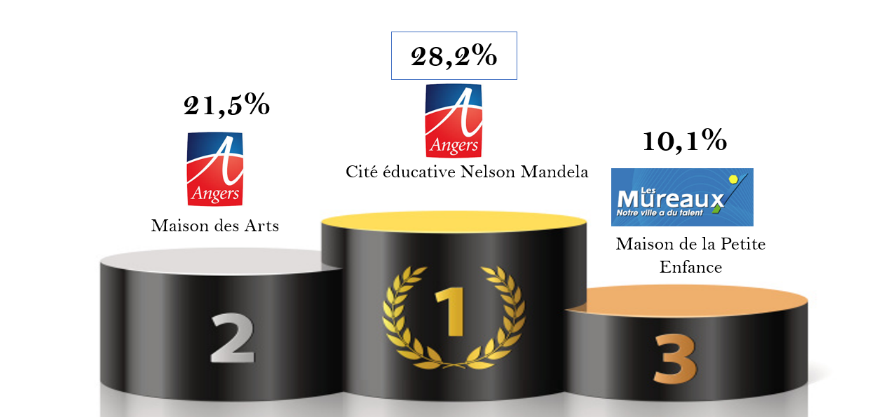 28,2%
A
Angers
Cité éducative Nelson Mandela
21,5%
A
Angers
Maison des Arts
10,1%
Les
Mureaux
Notre ville a du talent
Maison de la Petite
Enfance
2
1
3